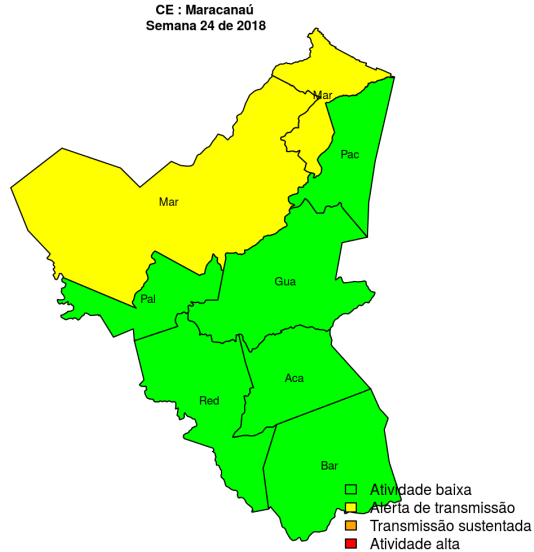 CE : Maracanaú
Semana 24 de 2018
Mar
Pac
Mar
Gua
Pal
Aca
Red
Bar
Atividade baixa
Alerta de transmissão
Transmissão sustentada
Atividade alta